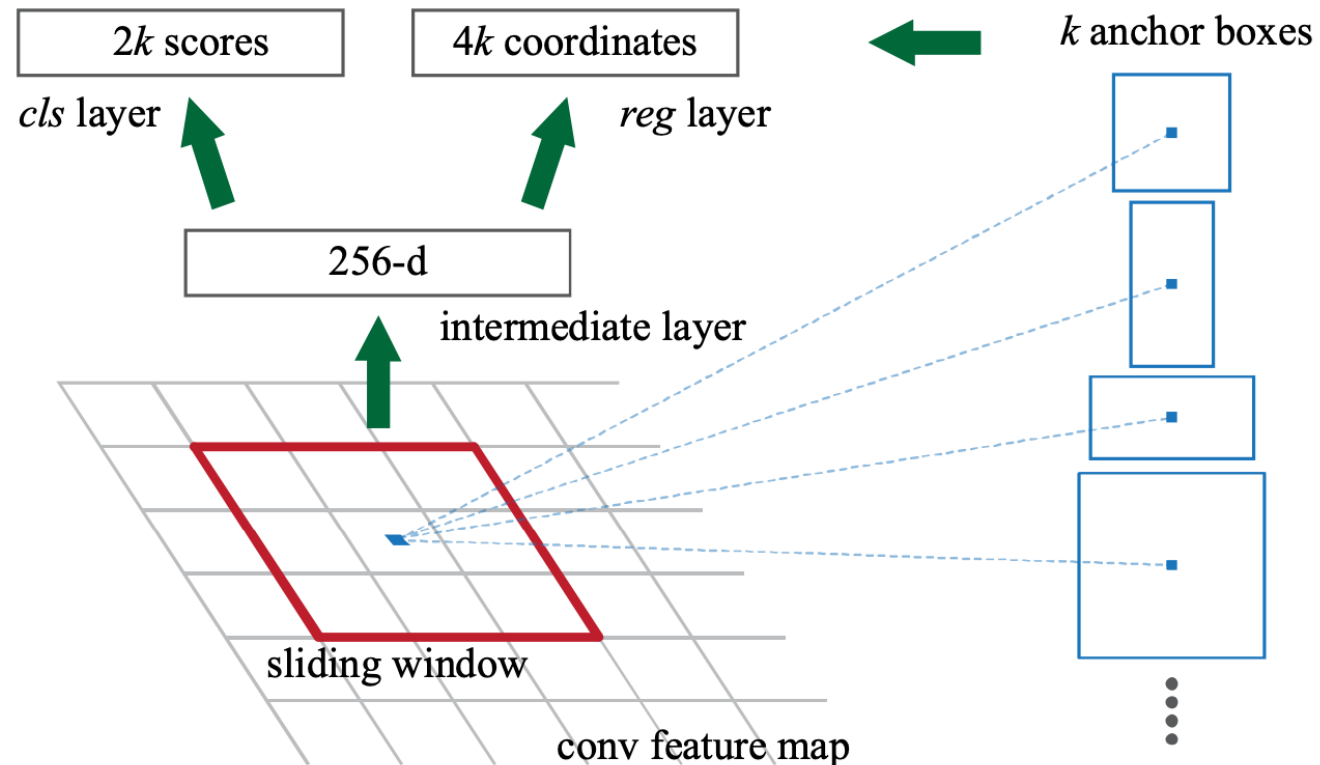 2k scores
4k coordinates
k anchor boxes
cls layer
reg layer
256-d
intermediate layer
sliding window
conv feature map